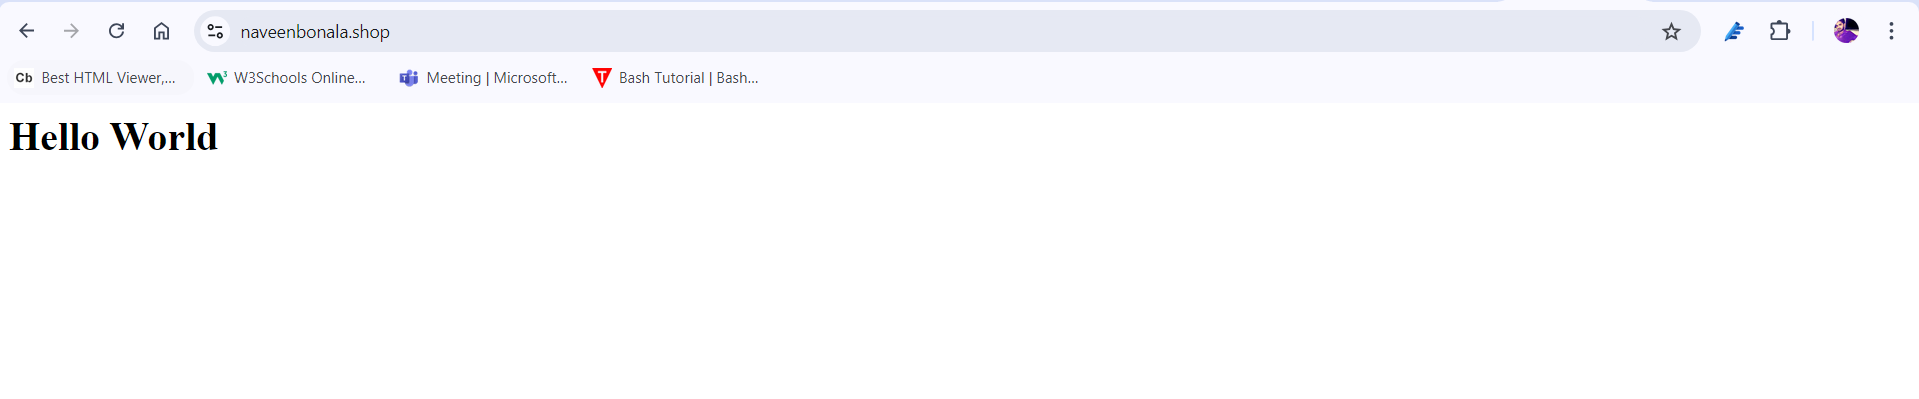 naveenbonala.shop
Cb Best HTML Viewer,... W3Schools Online... Meeting | Microsoft... T Bash Tutorial | Bash...
Hello World